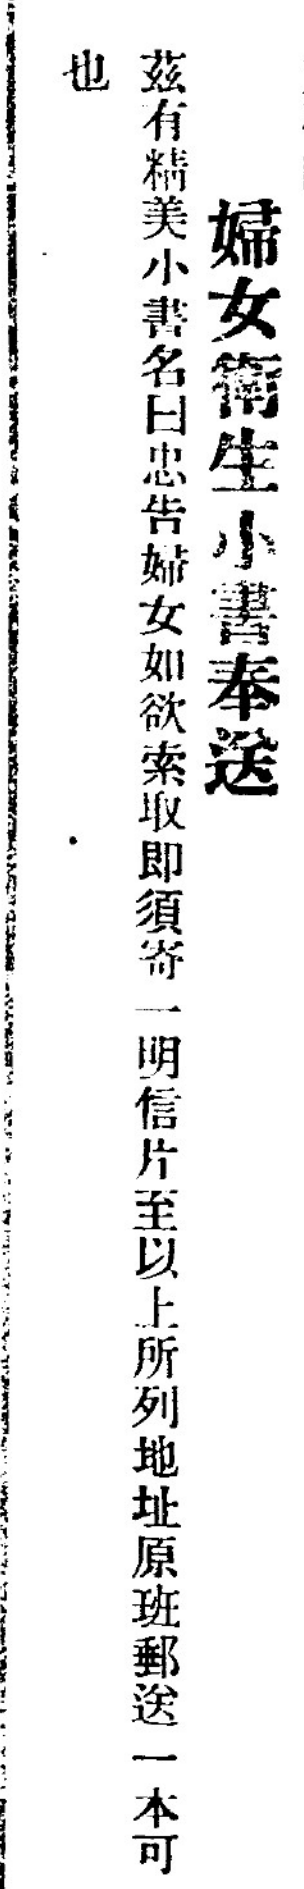 婦女衛生小書奉送
茲有精美小書名曰忠告婦女如欲索取即須寄一明信片至以上所列地址原班郵送一本可
也